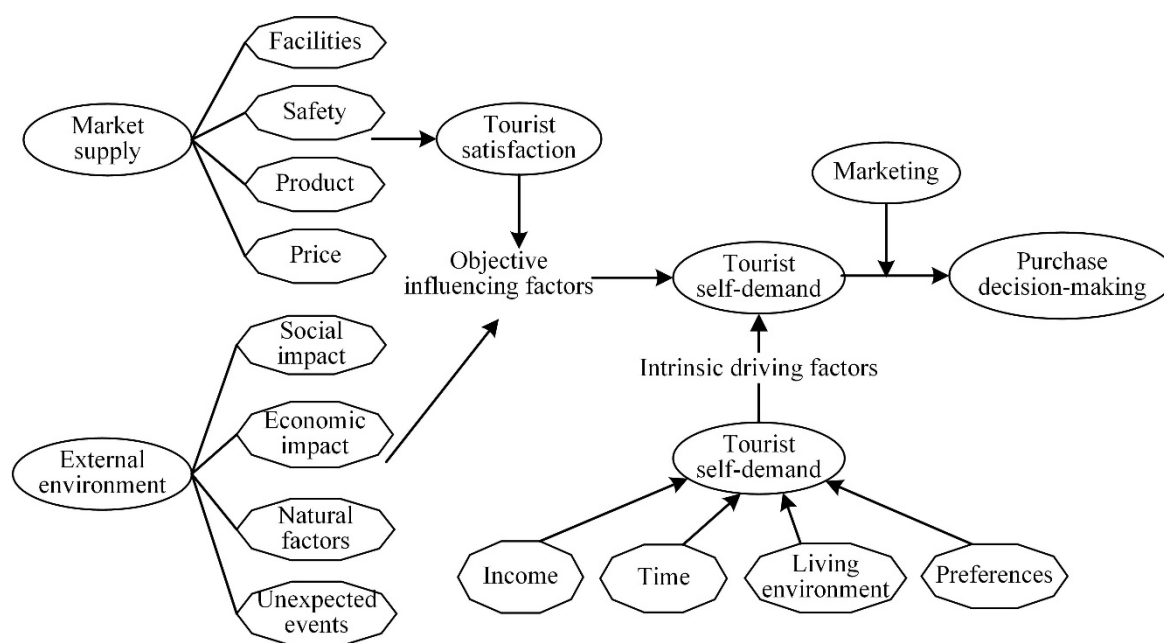 Facilities
Safety
Product
Price
Market
supply
Tourist
satisfaction
Objective
influencing factors
Social
impact
Economic
impact
Natural
factors
Unexpected
events
External
environment
Tourist
self-demand
Marketing
Purchase
decision-making
Intrinsic driving factors
Tourist
self-demand
Income
Time
Living
environment
Preferences